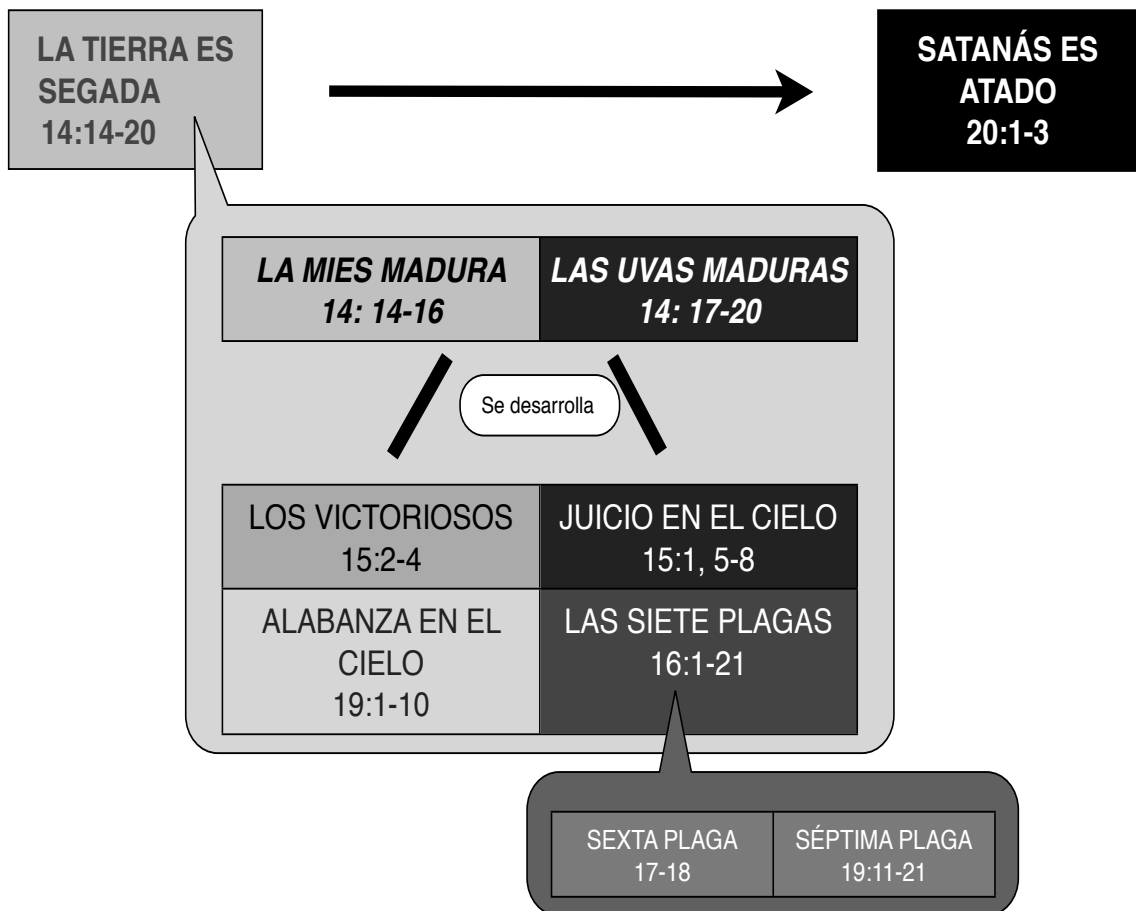 LA TIERRA ES
SEGADA
14:14-20
SATANÁS ES
ATADO
20:1-3
LA MIES MADURA
14: 14-16
LAS UVAS MADURAS
14: 17-20
Se desarrolla
LOS VICTORIOSOS
15:2-4
JUICIO EN EL CIELO
15:1, 5-8
ALABANZA EN EL
CIELO
19:1-10
LAS SIETE PLAGAS
16:1-21
SEXTA PLAGA
17-18
SÉPTIMA PLAGA
19:11-21